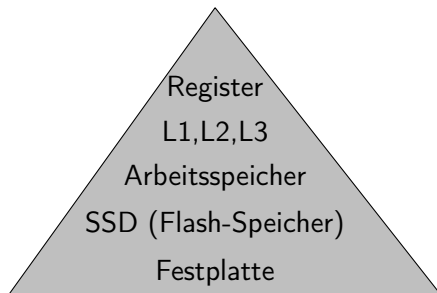 Register
L1,L2,L3
Arbeitsspeicher
SSD (Flash-Speicher)
Festplatte